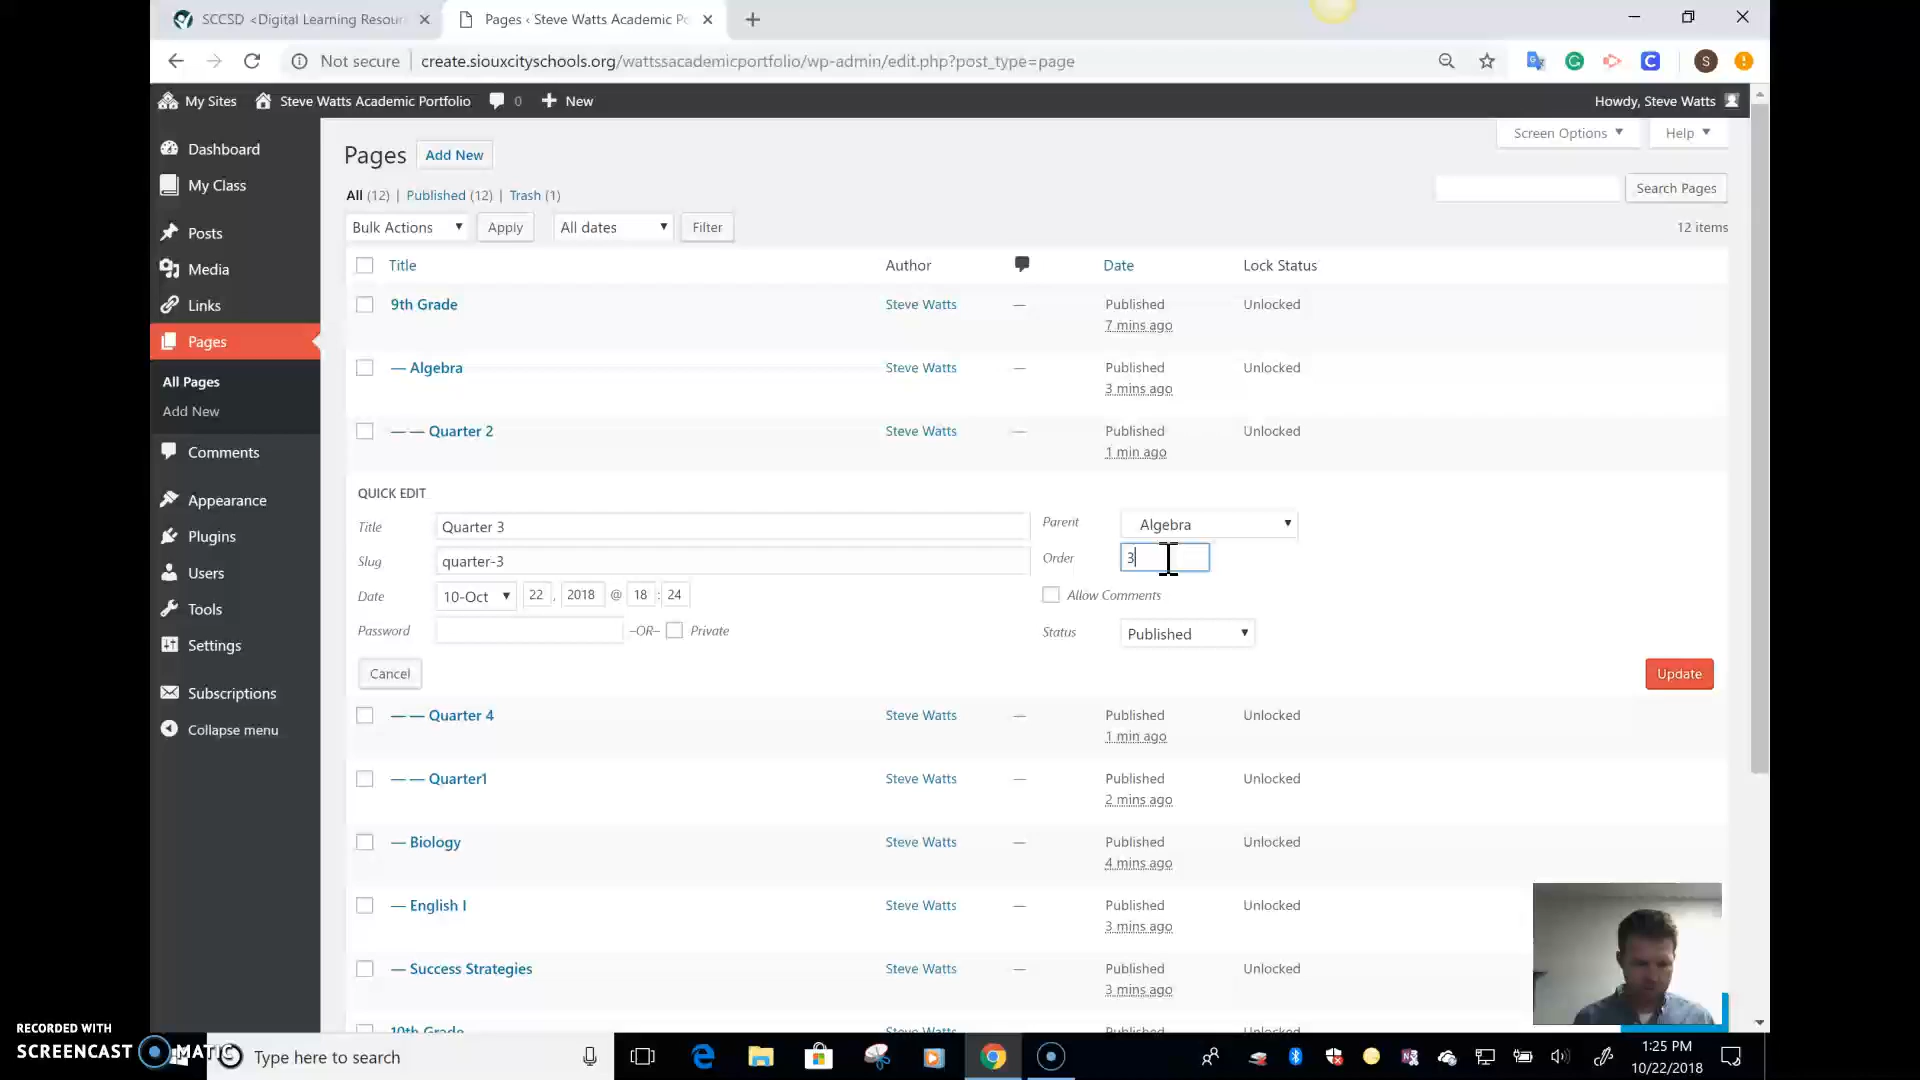 SCCSD <Digital Learning Resour
Pages ‹ Steve Watts Academic Po
Not secure
create.siouxcityschools.org/wattssacademicportfolio/wp-admin/edit.php?post_type=page
My Sites
Steve Watts Academic Portfolio
0
New
Howdy, Steve Watts
Dashboard
My Class
Posts
Media
Links
Pages
All Pages
Add New
Comments
Appearance
Plugins
Users
Tools
Settings
Subscriptions
Collapse menu
Screen Options
Help
Pages
Add New
All (12) | Published (12) | Trash (1)
Search Pages
Bulk Actions
Apply
All dates
Filter
12 items
Title
Author
Date
Lock Status
9th Grade
Steve Watts
—
Published
7 mins ago
Unlocked
— Algebra
Steve Watts
—
Published
3 mins ago
Unlocked
— — Quarter 2
Steve Watts
—
Published
1 min ago
Unlocked
QUICK EDIT
Title
Quarter 3
Slug
quarter-3
Date
10-Oct
22
, 2018 @ 18 : 24
Password
–OR–
Private
Parent
Algebra
Order
3
Allow Comments
Status
Published
Cancel
Update
— — Quarter 4
Steve Watts
—
Published
1 min ago
Unlocked
— — Quarter1
Steve Watts
—
Published
2 mins ago
Unlocked
— Biology
Steve Watts
—
Published
4 mins ago
Unlocked
— English I
Steve Watts
—
Published
3 mins ago
Unlocked
— Success Strategies
Steve Watts
—
Published
3 mins ago
Unlocked
10th Grade
Steve Watts
Published
Unlocked
RECORDED WITH
SCREENCAST MATIC
Type here to search
1:25 PM
10/22/2018